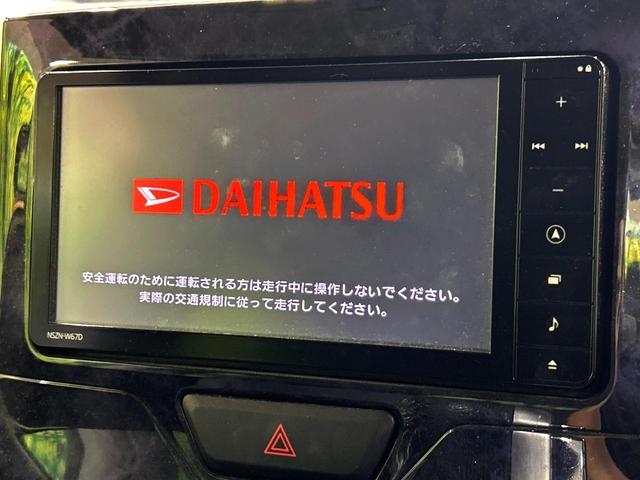 DAIHATSU
安全運転のために運転される方は走行中に操作しないでください。
実際の交通規制に従って走行してください。
NSZN-W67D